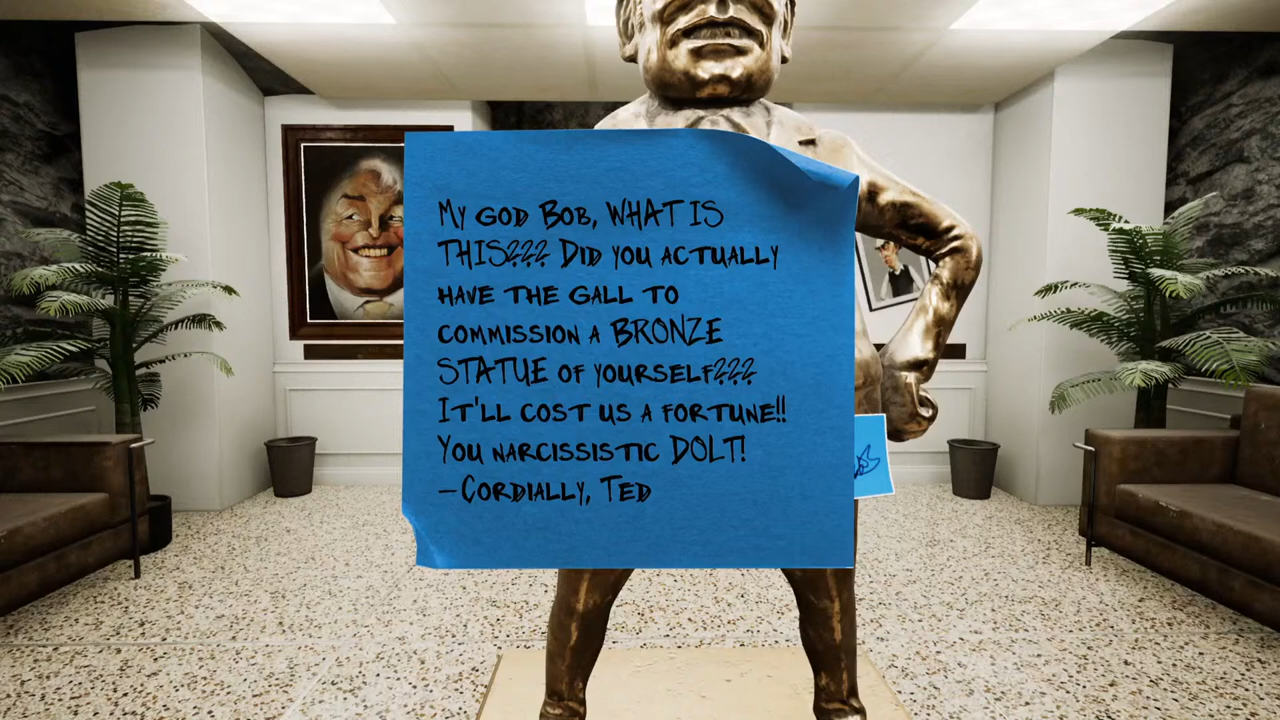 My god Bob, WHAT IS
THIS??? Did you actually
have the gall to
commission a BRONZE
STATUE of yourself???
It'll cost us a fortune!!
You narcissistic DOLT!
–Cordially, Ted